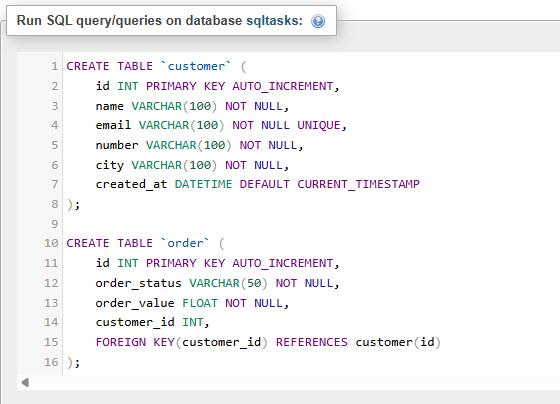 Run SQL query/queries on database sqltasks:
1 CREATE TABLE `customer` (
2 id INT PRIMARY KEY AUTO_INCREMENT,
3 name VARCHAR(100) NOT NULL,
4 email VARCHAR(100) NOT NULL UNIQUE,
5 number VARCHAR(100) NOT NULL,
6 city VARCHAR(100) NOT NULL,
7 created_at DATETIME DEFAULT CURRENT_TIMESTAMP
8 );
9
10 CREATE TABLE `order` (
11 id INT PRIMARY KEY AUTO_INCREMENT,
12 order_status VARCHAR(50) NOT NULL,
13 order_value FLOAT NOT NULL,
14 customer_id INT,
15 FOREIGN KEY(customer_id) REFERENCES customer(id)
16 );